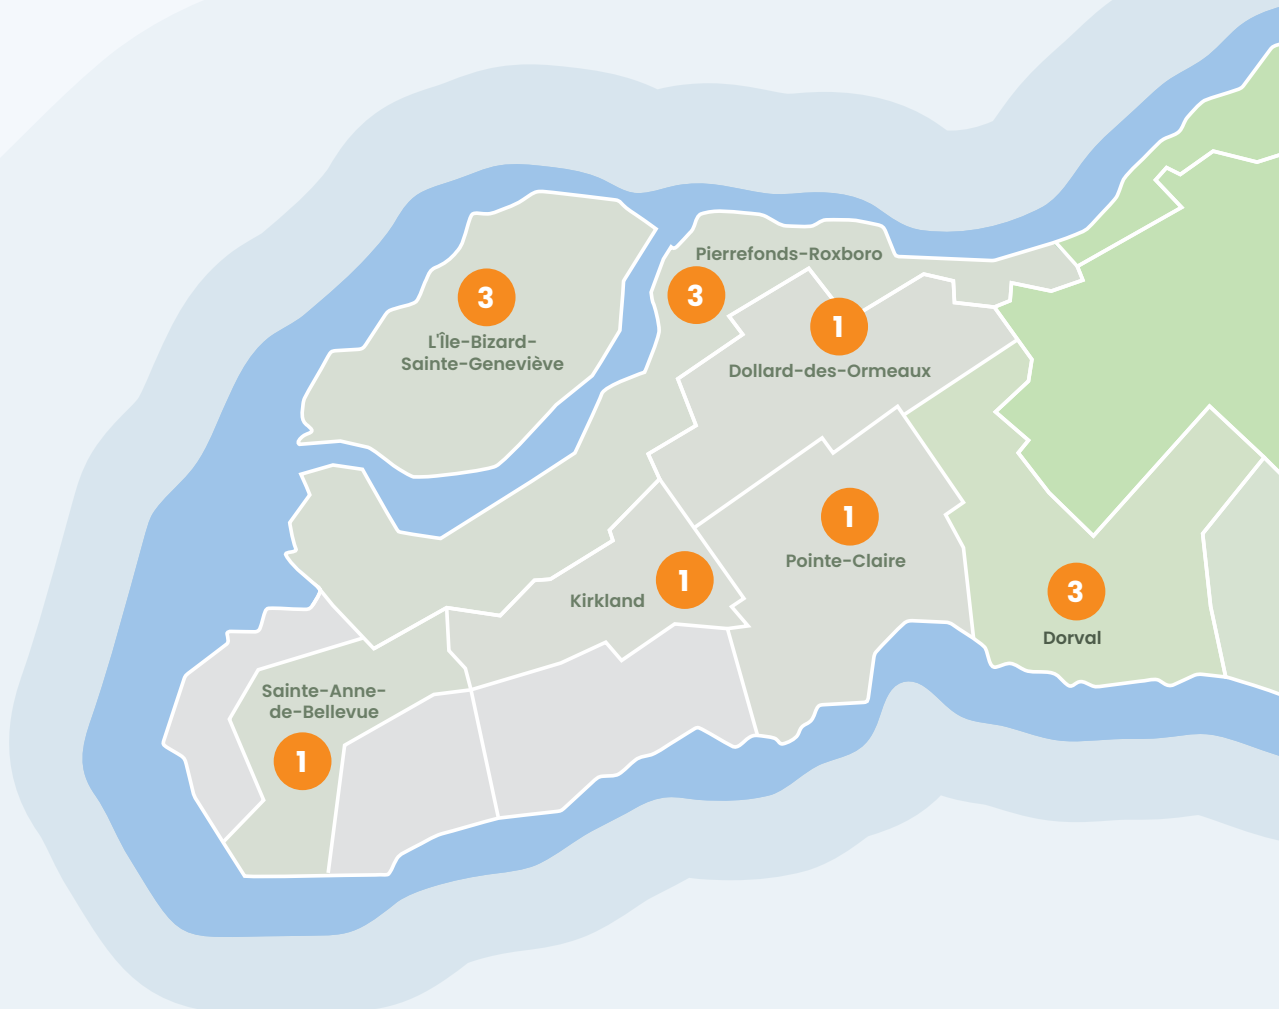 Pierrefonds-Roxboro
3
3
L'Île-Bizard-
Sainte-Geneviève
1
Dollard-des-Ormeaux
1
Pointe-Claire
Kirkland
1
3
Dorval
Sainte-Anne-
de-Bellevue
1